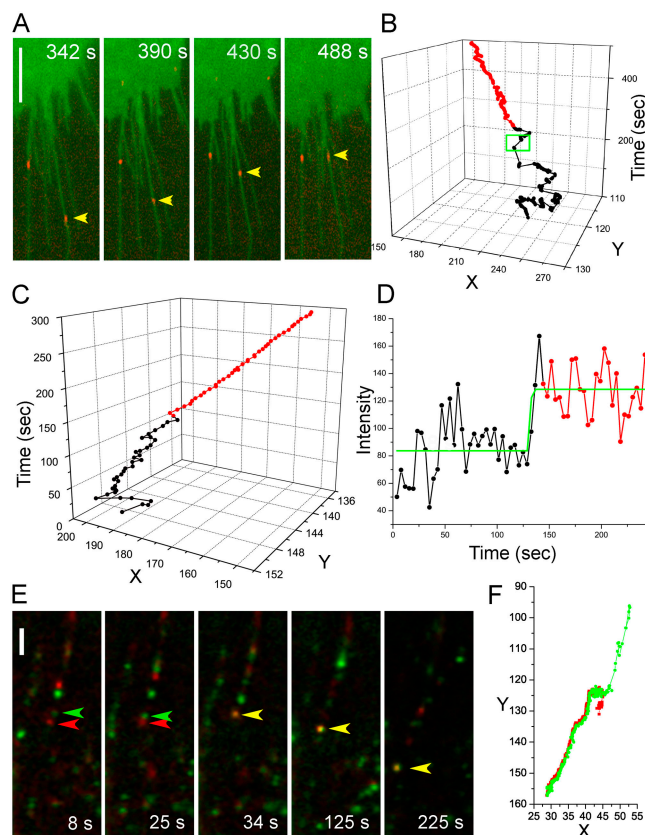 A
342 s 390 s 430 s 488 s
B
400
200
110
120
130
150 180 210 240 270
X
Y
Time (sec)
C
300
250
200
150
100
50
0
200 190 180 170 160 150
152
148
144
140
136
X
Y
Time (sec)
D
180
160
140
120
100
80
60
40
0 50 100 150 200
Intensity
Time (sec)
E
8 s 25 s 34 s 125 s 225 s
F
90
100
110
120
130
140
150
160
25 30 35 40 45 50 55
Y
X